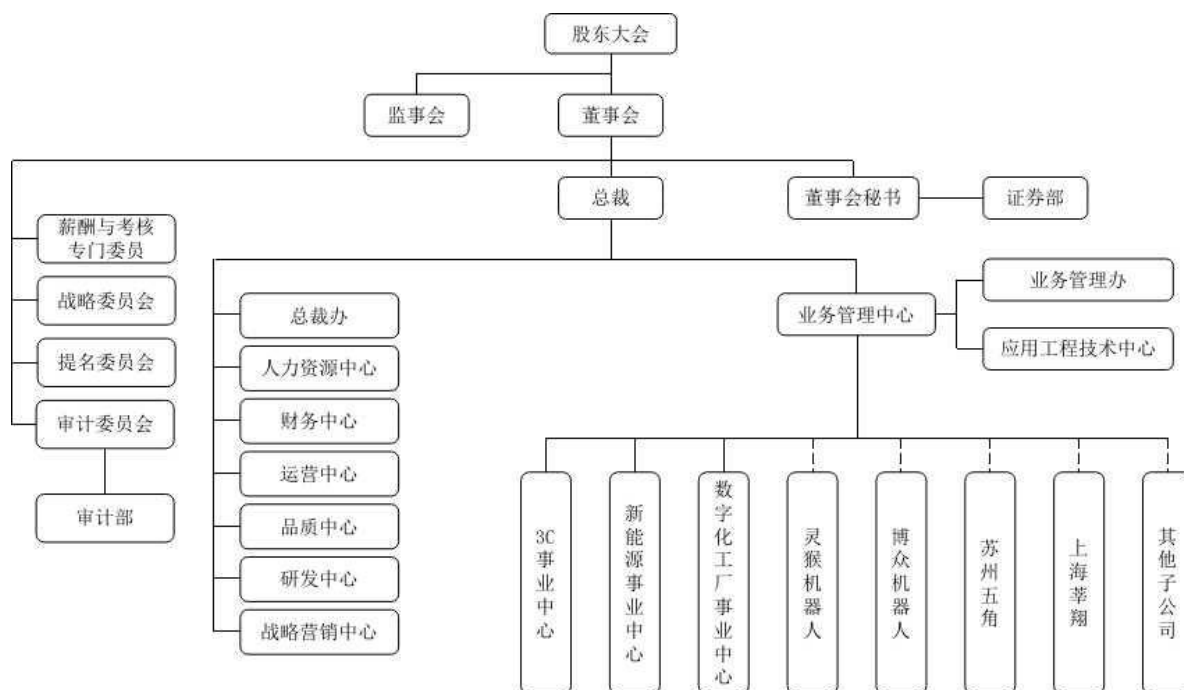 股东大会
监事会
董事会
总裁
董事会秘书
证券部
薪酬与考核
专门委员
战略委员会
提名委员会
审计委员会
审计部
总裁办
人力资源中心
财务中心
运营中心
品质中心
研发中心
战略营销中心
业务管理中心
业务管理办
应用工程技术中心
3C事业中心
新能源事业中心
数字化工厂事业中心
灵猴机器人
博众机器人
苏州五角
上海莘翔
其他子公司